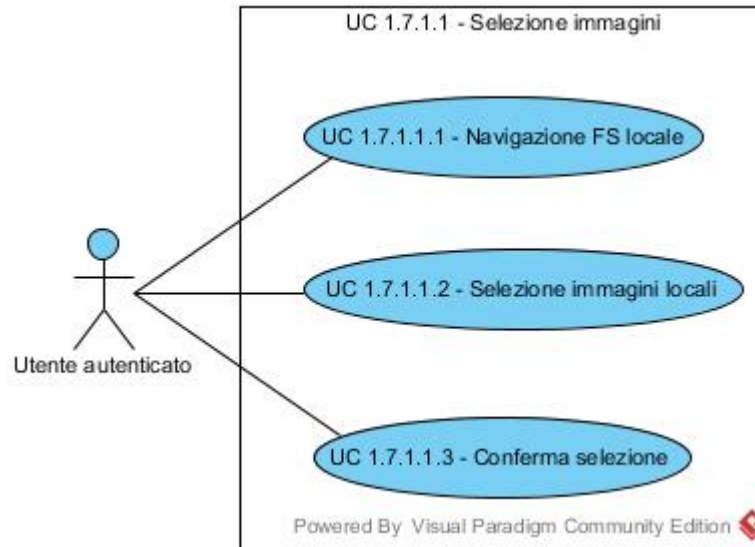 UC 1.7.1.1 - Selezione immagini
UC 1.7.1.1.1 - Navigazione FS locale
UC 1.7.1.1.2 - Selezione immagini locali
Utente autenticato
UC 1.7.1.1.3 - Conferma selezione
Powered By Visual Paradigm Community Edition